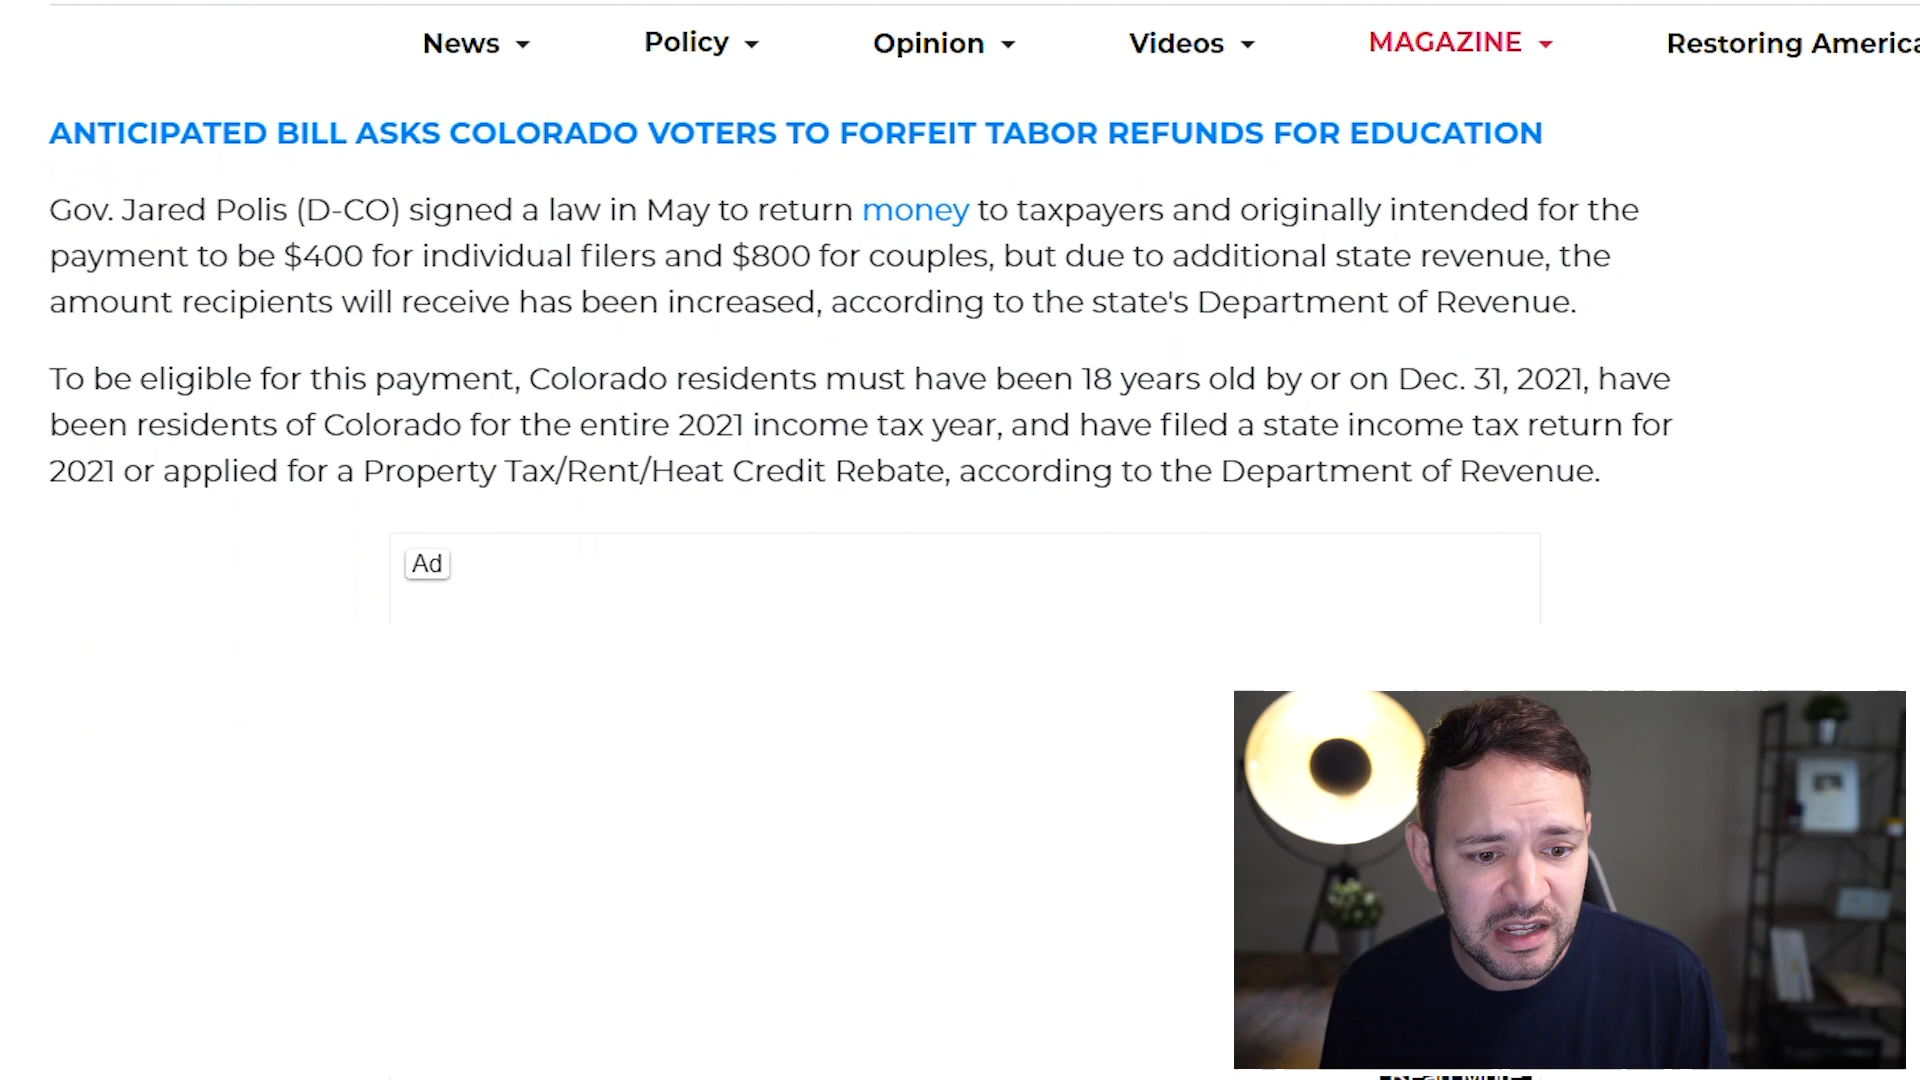 News Policy Opinion Videos MAGAZINE Restoring America
ANTICIPATED BILL ASKS COLORADO VOTERS TO FORFEIT TABOR REFUNDS FOR EDUCATION
Gov. Jared Polis (D-CO) signed a law in May to return money to taxpayers and originally intended for the
payment to be $400 for individual filers and $800 for couples, but due to additional state revenue, the
amount recipients will receive has been increased, according to the state's Department of Revenue.
To be eligible for this payment, Colorado residents must have been 18 years old by or on Dec. 31, 2021, have
been residents of Colorado for the entire 2021 income tax year, and have filed a state income tax return for
2021 or applied for a Property Tax/Rent/Heat Credit Rebate, according to the Department of Revenue.
Ad